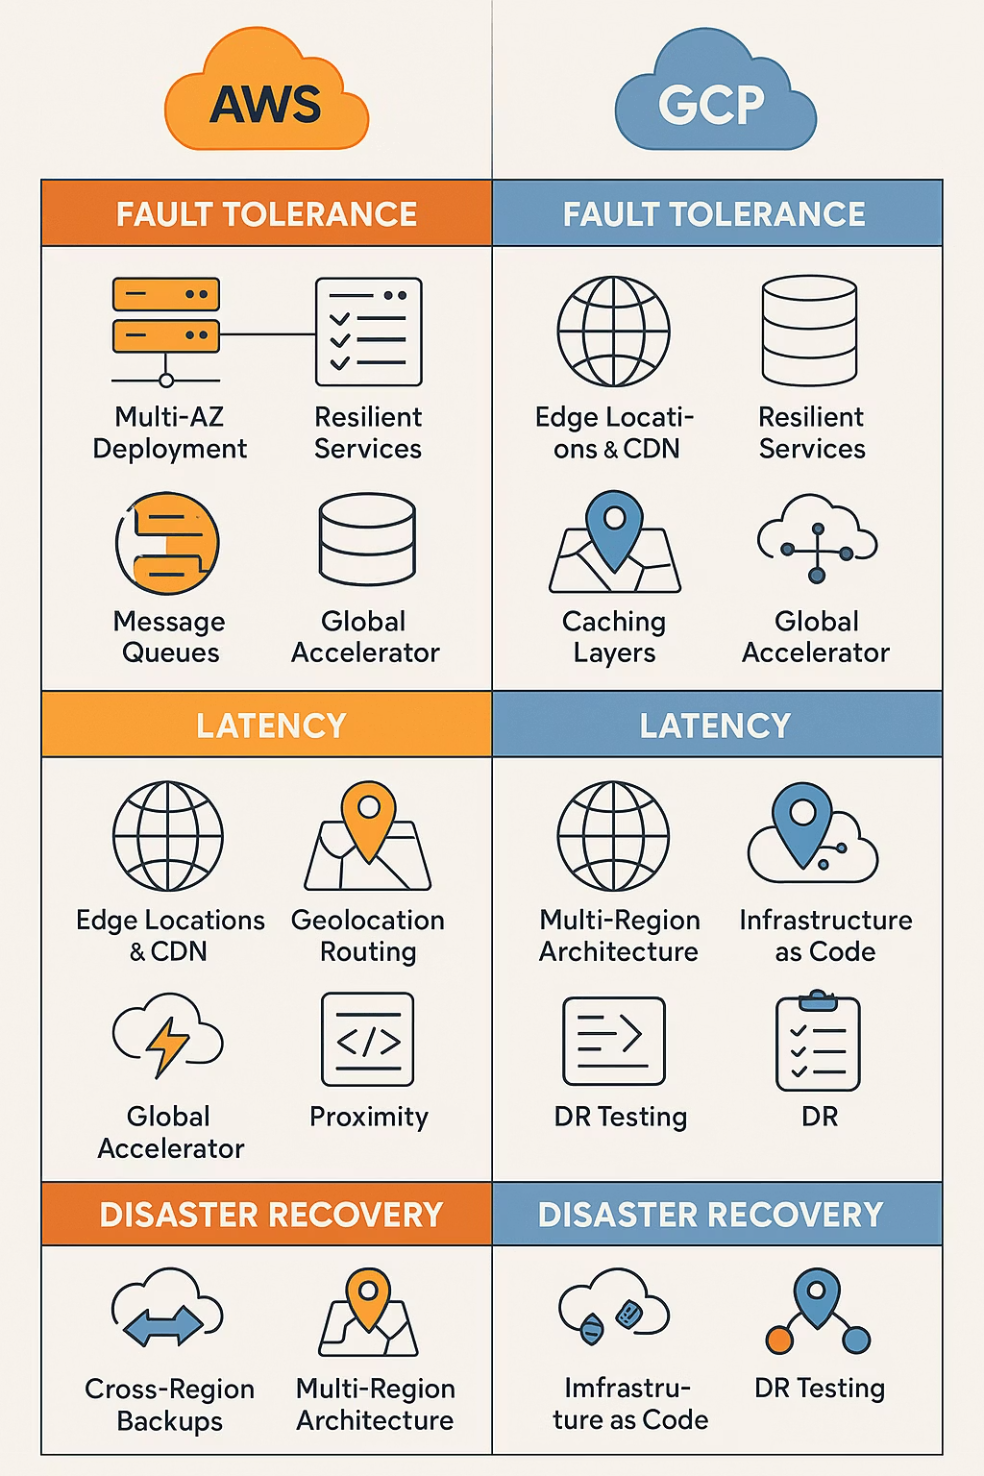 AWS
GCP
FAULT TOLERANCE
FAULT TOLERANCE
Multi-AZ
Deployment
Resilient
Services
Edge Locati-
ons & CDN
Resilient
Services
Message
Queues
Global
Accelerator
Caching
Layers
Global
Accelerator
LATENCY
LATENCY
Edge Locations
& CDN
Geolocation
Routing
Multi-Region
Architecture
Infrastructure
as Code
</>
Global
Accelerator
Proximity
DR Testing
DR
DISASTER RECOVERY
DISASTER RECOVERY
Cross-Region
Backups
Multi-Region
Architecture
Imfrastru-
ture as Code
DR Testing